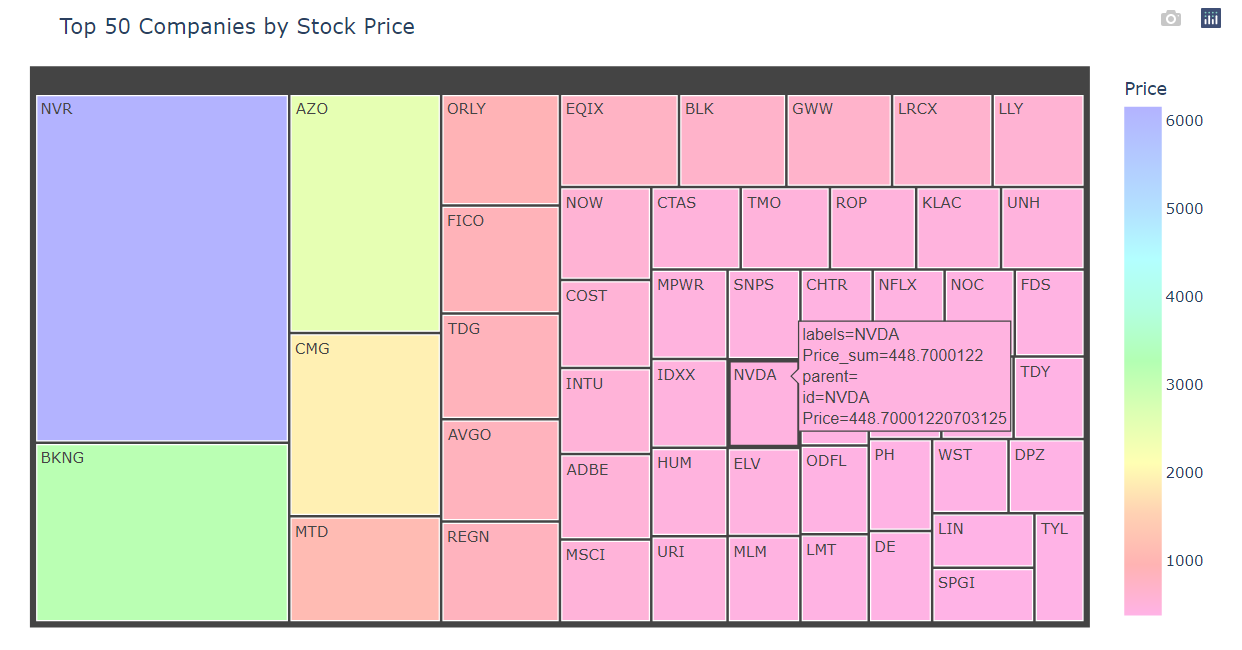 Top 50 Companies by Stock Price
Price
NVR
AZO
ORLY
EQIX
BLK
GWW
LRCX
LLY
6000
5000
4000
3000
2000
1000
NOW
CTAS
TMO
ROP
KLAC
UNH
FICO
MPWR
SNPS
CHTR
NFLX
NOC
FDS
COST
TDG
CMG
labels=NVDA
Price_sum=448.7000122
parent=
id=NVDA
Price=448.70001220703125
INTU
IDXX
NVDA
TDY
AVGO
BKNG
ADBE
HUM
ELV
ODFL
PH
WST
DPZ
MTD
REGN
MSCI
URI
MLM
LMT
DE
LIN
TYL
SPGI